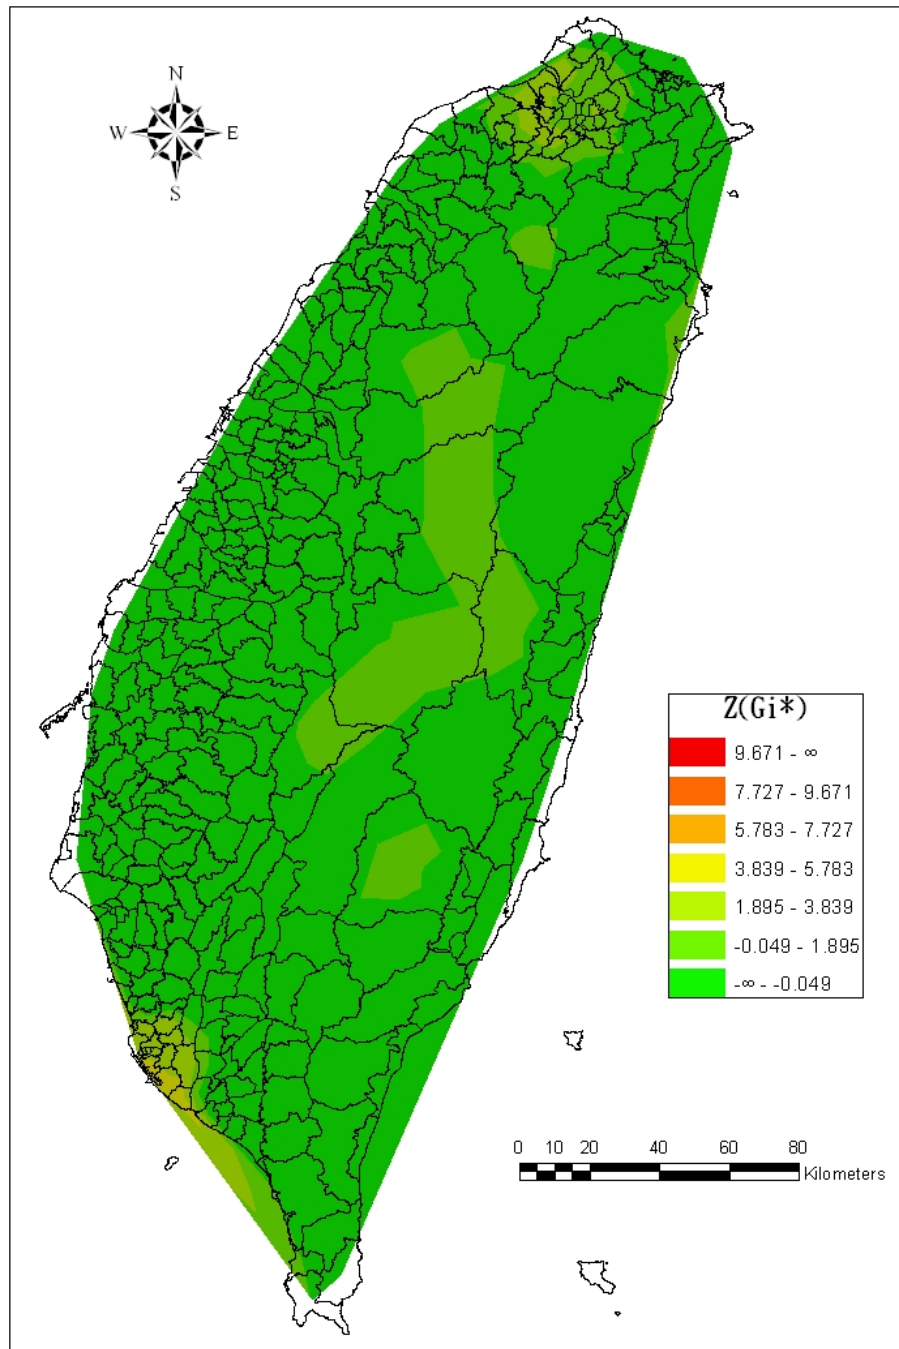 N
W E
S
Z(Gi*)
9.671 - ∞
7.727 - 9.671
5.783 - 7.727
3.839 - 5.783
1.895 - 3.839
-0.049 - 1.895
-∞ - -0.049
0 10 20 40 60 80
Kilometers